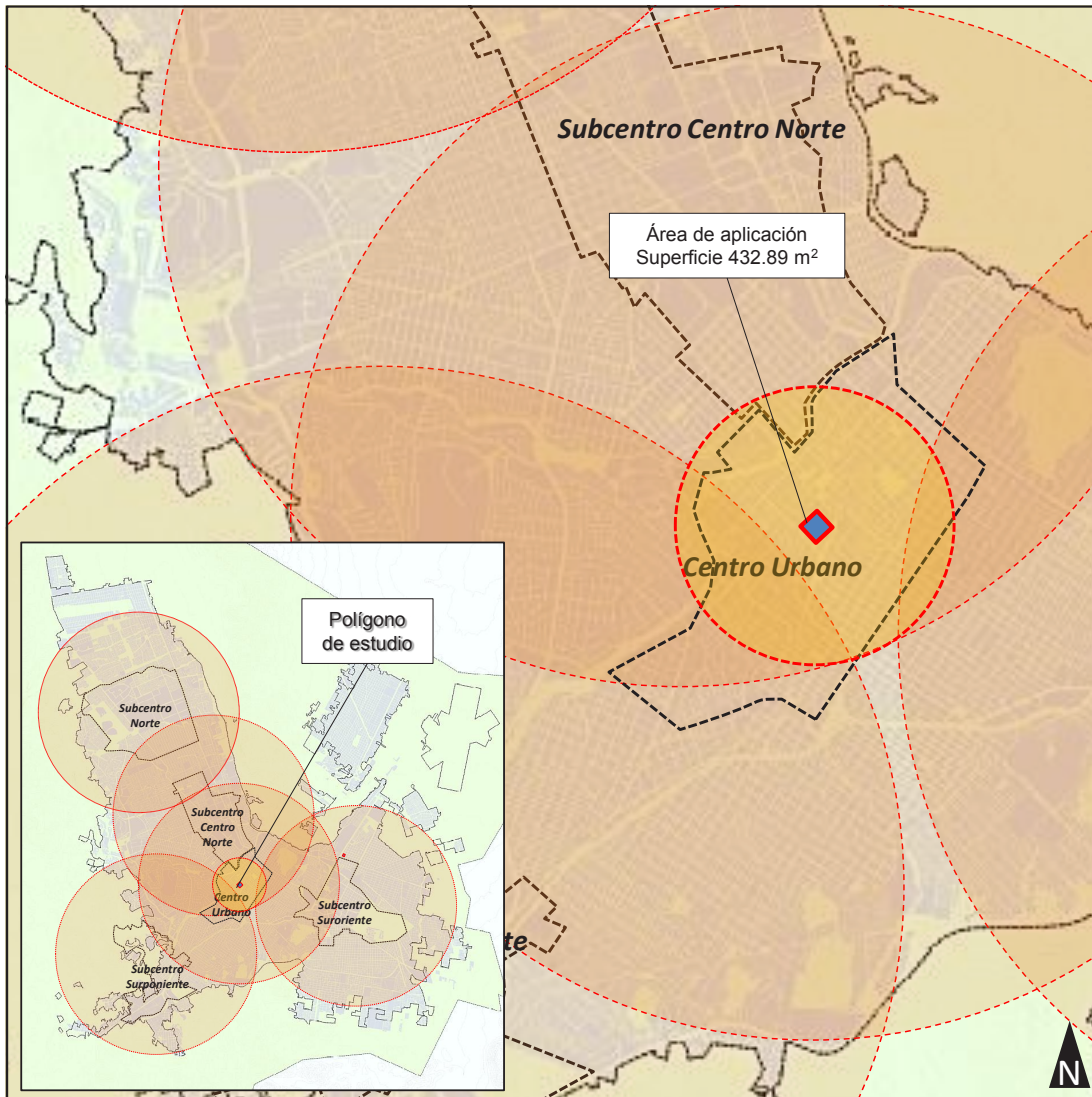 Subcentro Centro Norte
Área de aplicación
Superficie 432.89 m²
Centro Urbano
Polígono
de estudio
Subcentro
Norte
Subcentro
Centro
Norte
Centro
Urbano
Subcentro
Suroriente
Subcentro
Surponiente
te
N